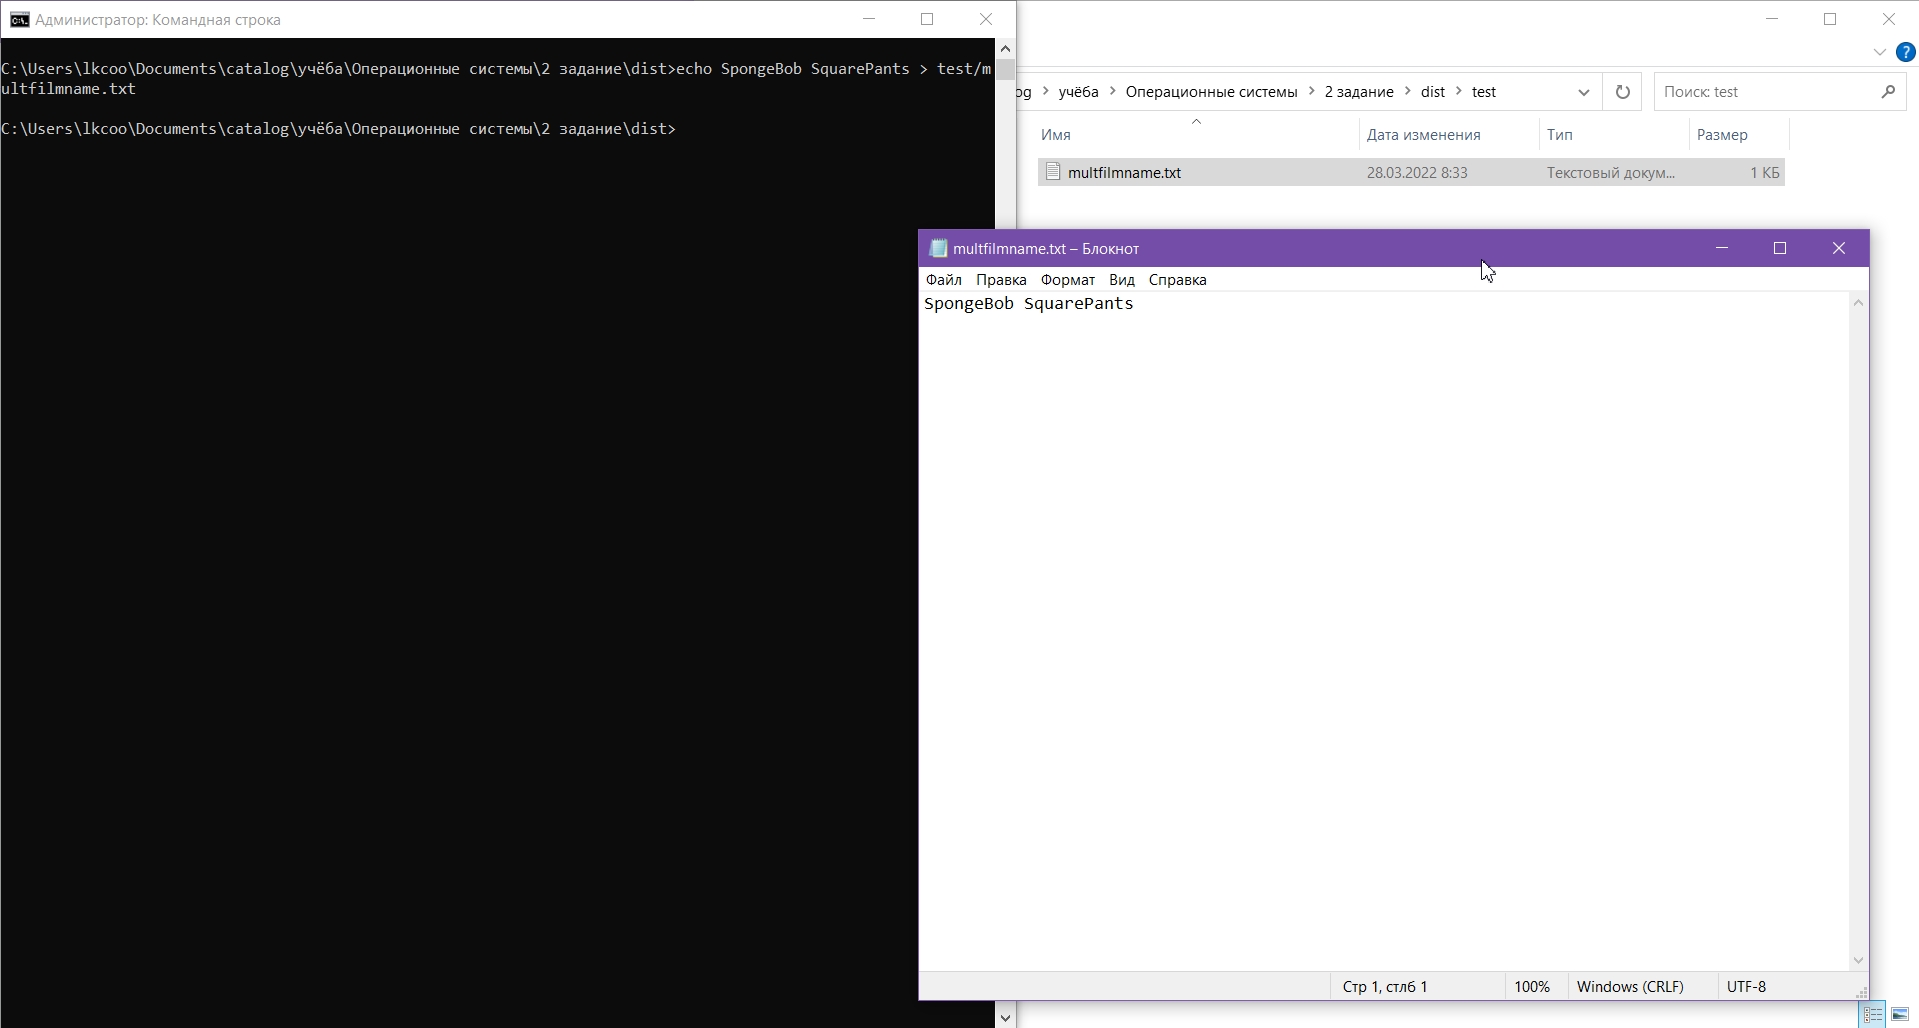 Администратор: Командная строка
C:\Users\lkcoo\Documents\catalog\учёба\Операционные системы\2 задание\dist>echo SpongeBob SquarePants > test/m
ultfilmname.txt
C:\Users\lkcoo\Documents\catalog\учёба\Операционные системы\2 задание\dist>
og > учёба > Операционные системы > 2 задание > dist > test
Поиск: test
Имя Дата изменения Тип Размер
multfilmname.txt 28.03.2022 8:33 Текстовый докум... 1 КБ
multfilmname.txt – Блокнот
Файл Правка Формат Вид Справка
SpongeBob SquarePants
Стр 1, стлб 1 100% Windows (CRLF) UTF-8